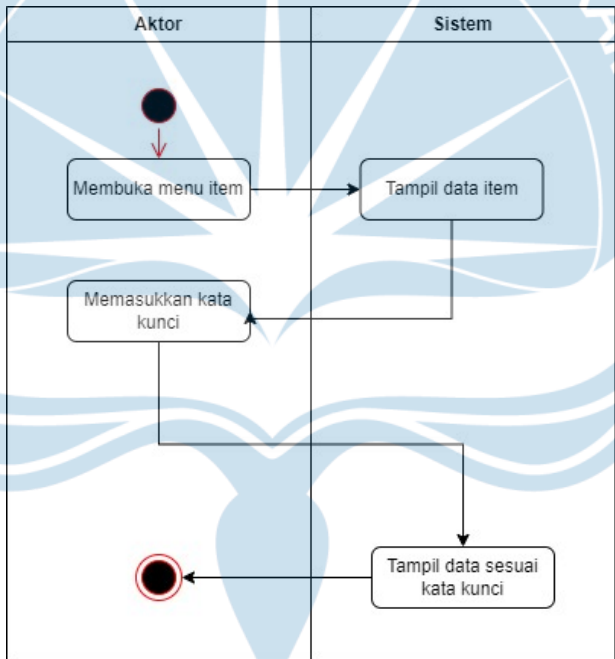 Aktor
Sistem
Membuka menu item
Tampil data item
Memasukkan kata
kunci
Tampil data sesuai
kata kunci